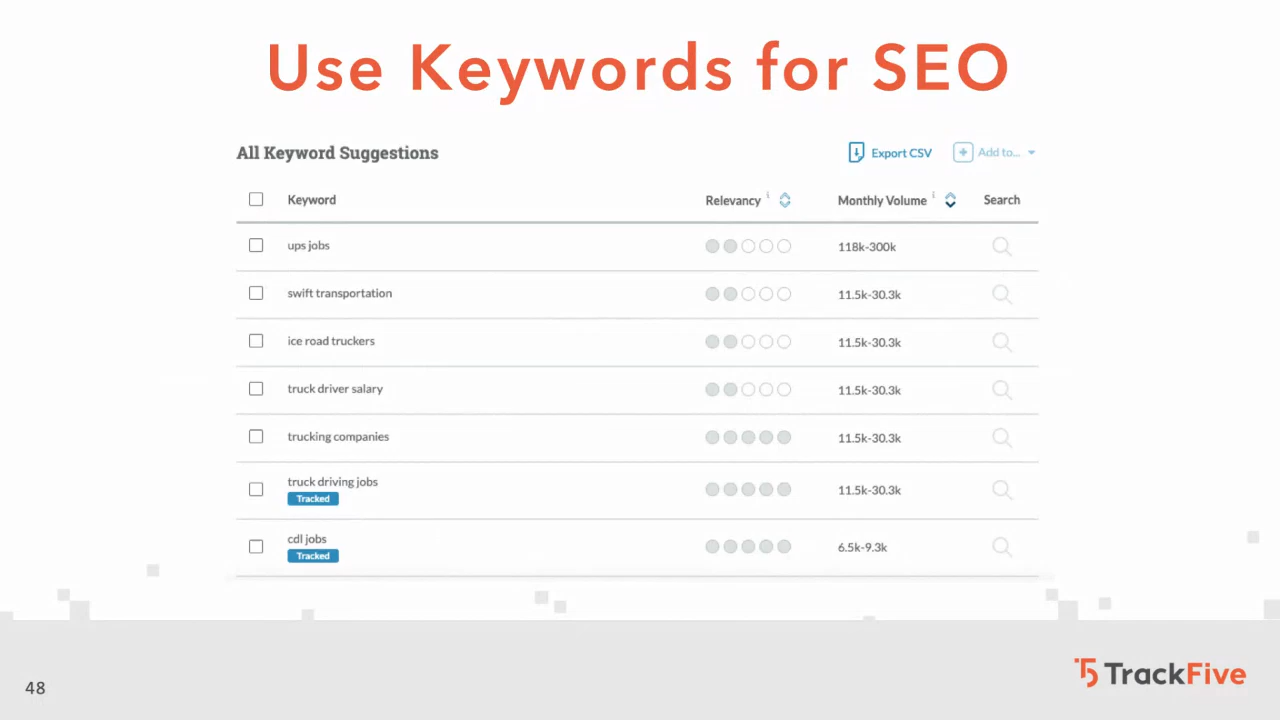 Use Keywords for SEO
All Keyword Suggestions
Export CSV
Add to...
Keyword Relevancy i Monthly Volume i Search
ups jobs 118k-300k
swift transportation 11.5k-30.3k
ice road truckers 11.5k-30.3k
truck driver salary 11.5k-30.3k
trucking companies 11.5k-30.3k
truck driving jobs 11.5k-30.3k
Tracked
cdl jobs 6.5k-9.3k
Tracked
48
TrackFive